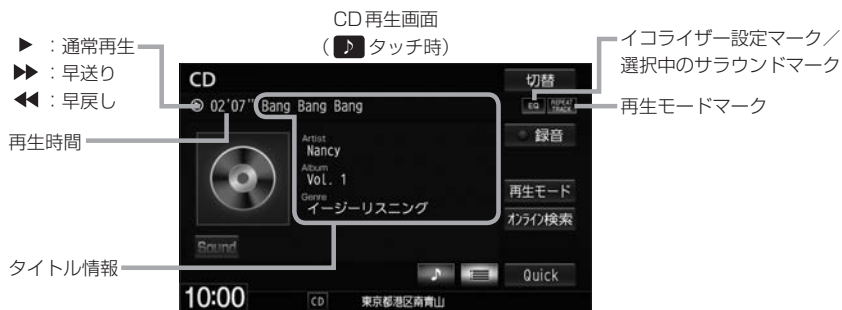 CD再生画面
(♪タッチ時)
▶：通常再生
▶▶：早送り
◀◀：早戻し
再生時間
タイトル情報
イコライザー設定マーク／
選択中のサラウンドマーク
再生モードマーク
CD
切替
02'07" Bang Bang Bang
EQ REPEAT TRACK
録音
Artist
Nancy
Album
Vol. 1
Genre
イージーリスニング
再生モード
オンライン検索
Sound
♪
Quick
10:00
CD
東京都港区南青山